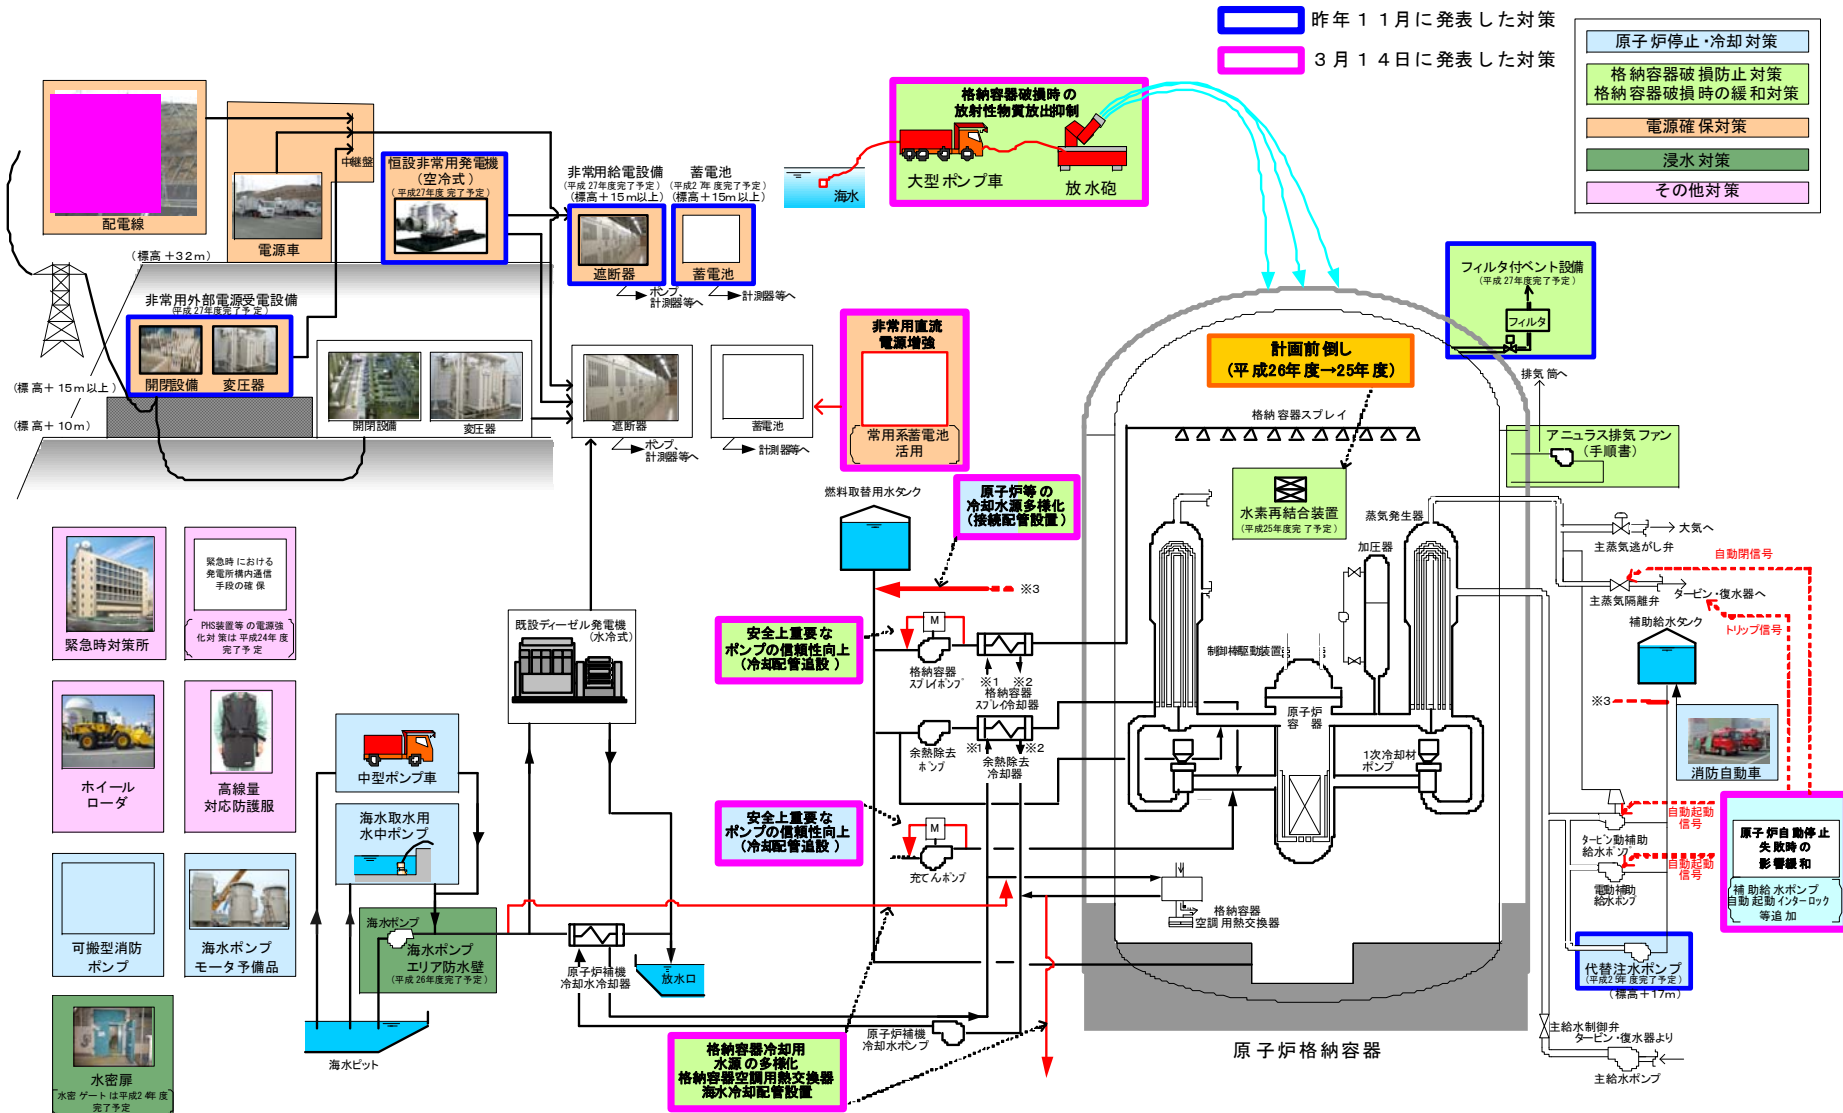 昨年１１月に発表した対策
３月１４日に発表した対策
原子炉停止・冷却対策
格納容器破損防止対策
格納容器破損時の緩和対策
電源確保対策
浸水対策
その他対策
配電線
電源車
中継盤
(標高＋32m)
恒設非常用発電機
(空冷式)
(平成27年度完了予定)
非常用給電設備
(平成27年度完了予定)
(標高＋15m以上)
遮断器
ポンプ、
計測器等へ
蓄電池
(平成27年度完了予定)
(標高＋15m以上)
蓄電池
計測器等へ
格納容器破損時の
放射性物質放出抑制
大型ポンプ車
放水砲
海水
非常用外部電源受電設備
(平成27年度完了予定)
開閉設備
変圧器
(標高＋15m以上)
(標高＋10m)
開閉設備
変圧器
遮断器
ポンプ、
計測器等へ
蓄電池
計測器等へ
非常用直流
電源増強
常用系蓄電池
活用
計画前倒し
(平成26年度→25年度)
フィルタ付ベント設備
(平成27年度完了予定)
フィルタ
排気筒へ
アニュラス排気ファン
(手順書)
格納容器スプレイ
水素再結合装置
(平成25年度完了予定)
蒸気発生器
加圧器
制御棒駆動装置
原子炉
容器
1次冷却材
ポンプ
原子炉格納容器
燃料取替用水タンク
原子炉等の
冷却水源多様化
(接続配管設置)
※3
安全上重要な
ポンプの信頼性向上
(冷却配管追設)
M
格納容器
スプレイポンプ
※1
※2
格納容器
スプレイ冷却器
余熱除去
ポンプ
※1
※2
余熱除去
冷却器
安全上重要な
ポンプの信頼性向上
(冷却配管追設)
M
充てんポンプ
格納容器
空調用熱交換器
大気へ
主蒸気逃がし弁
自動閉信号
主蒸気隔離弁
タービン・復水器へ
トリップ信号
補助給水タンク
※3
消防自動車
自動起動
信号
タービン動補助
給水ポンプ
自動起動
信号
電動補助
給水ポンプ
原子炉自動停止
失敗時の
影響緩和
補助給水ポンプ
自動起動インターロック
等追加
代替注水ポンプ
(標高＋17m)
主給水制御弁
タービン・復水器より
主給水ポンプ
緊急時対策所
緊急時における
発電所構内通信
手段の確保
PHS装置等の電源強
化対策は平成24年度
完了予定
ホイール
ローダ
高線量
対応防護服
可搬型消防
ポンプ
海水ポンプ
モータ予備品
水密扉
水密ゲートは平成24年度
完了予定
既設ディーゼル発電機
(水冷式)
中型ポンプ車
海水取水用
水中ポンプ
海水ポンプ
海水ポンプ
エリア防水壁
(平成26年度完了予定)
海水ピット
原子炉補機
冷却水冷却器
放水口
原子炉補機
冷却水ポンプ
格納容器冷却用
水源の多様化
格納容器空調用熱交換器
海水冷却配管設置